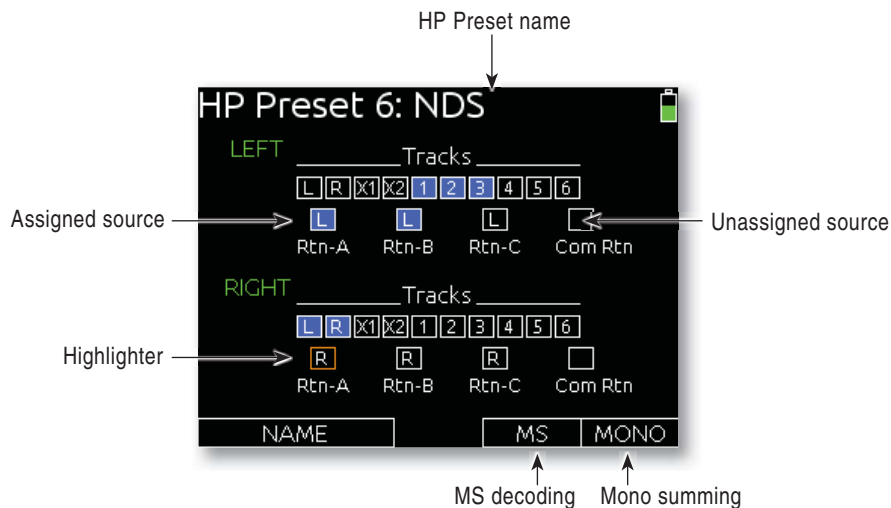 HP Preset name
HP Preset 6: NDS
LEFT
Tracks
L R X1 X2 1 2 3 4 5 6
Assigned source
L L L
Unassigned source
Rtn-A Rtn-B Rtn-C Com Rtn
RIGHT
Tracks
L R X1 X2 1 2 3 4 5 6
Highlighter
R R R
Rtn-A Rtn-B Rtn-C Com Rtn
NAME MS MONO
MS decoding Mono summing